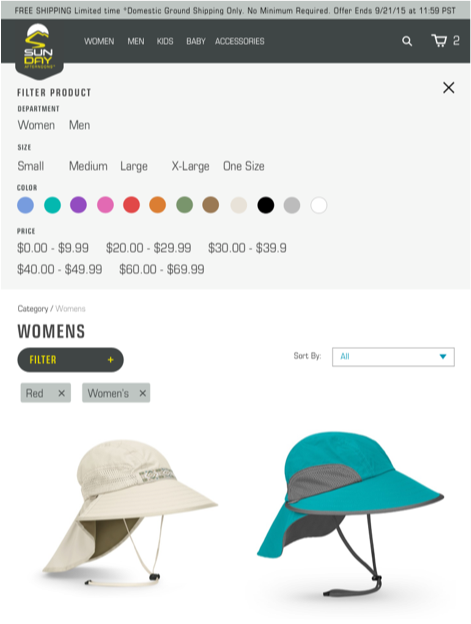 FREE SHIPPING Limited time *Domestic Ground Shipping Only. No Minimum Required. Offer Ends 9/21/15 at 11:59 PST
SUN
DAY
AFTERNOONS
WOMEN MEN KIDS BABY ACCESSORIES 2
FILTER PRODUCT
DEPARTMENT
Women Men
SIZE
Small Medium Large X-Large One Size
COLOR
PRICE
$0.00 - $9.99 $20.00 - $29.99 $30.00 - $39.9
$40.00 - $49.99 $60.00 - $69.99
Category / Womens
WOMENS
FILTER +
Sort By: All
Red ✕ Women's ✕